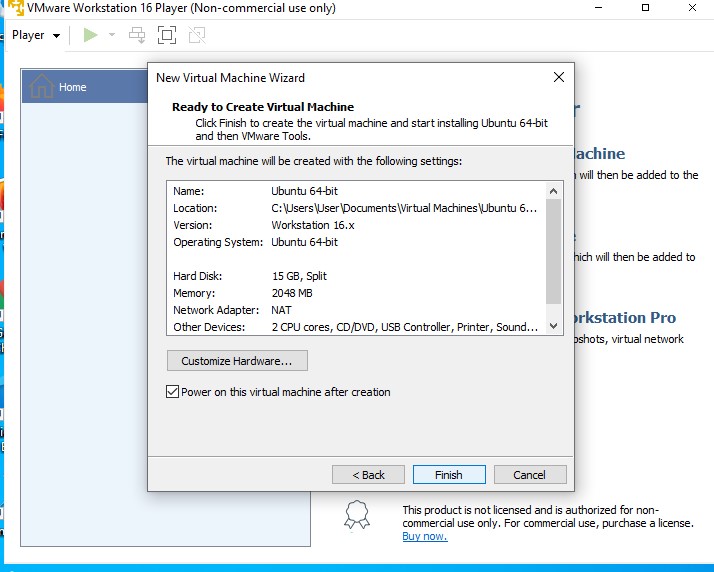 VMware Workstation 16 Player (Non-commercial use only)
Player
Home
New Virtual Machine Wizard
Ready to Create Virtual Machine
Click Finish to create the virtual machine and start installing Ubuntu 64-bit
and then VMware Tools.
The virtual machine will be created with the following settings:
Name: Ubuntu 64-bit
Location: C:\Users\User\Documents\Virtual Machines\Ubuntu 6...
Version: Workstation 16.x
Operating System: Ubuntu 64-bit
Hard Disk: 15 GB, Split
Memory: 2048 MB
Network Adapter: NAT
Other Devices: 2 CPU cores, CD/DVD, USB Controller, Printer, Sound...
Customize Hardware...
Power on this virtual machine after creation
< Back Finish Cancel
achine
will then be added to the
hich will then be added to
rkstation Pro
pshots, virtual network
This product is not licensed and is authorized for non-
commercial use only. For commercial use, purchase a license.
Buy now.